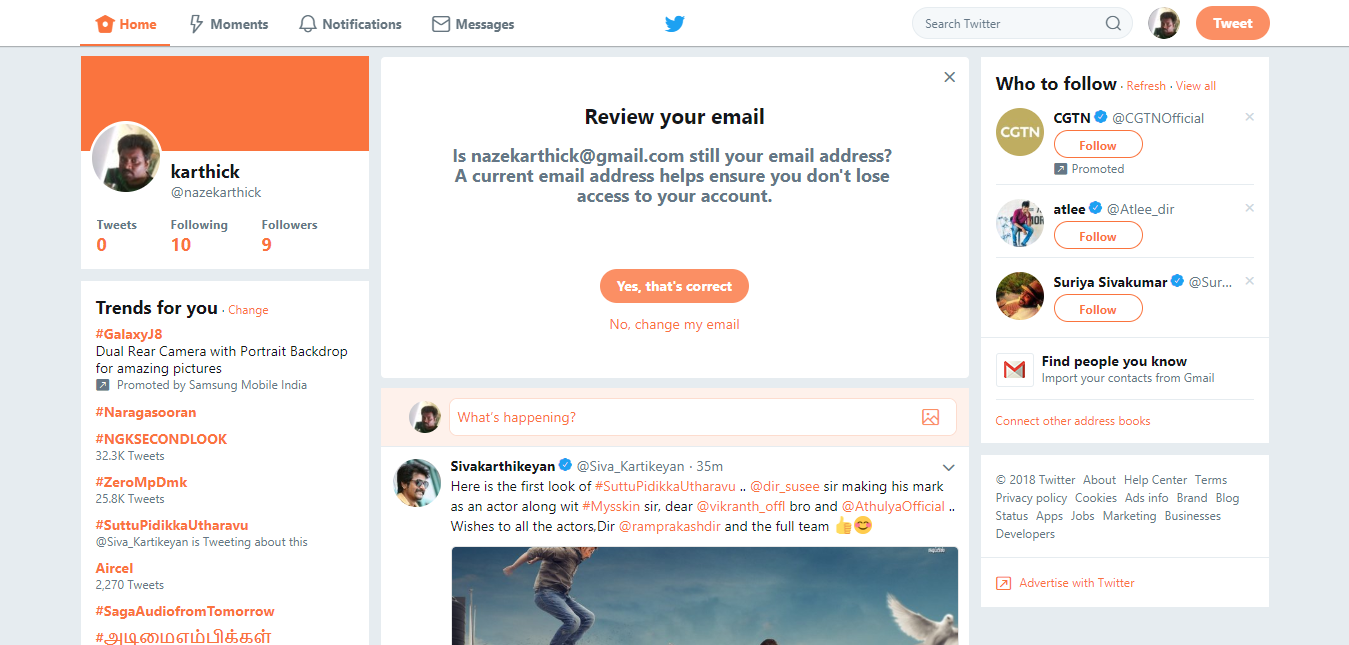 Home
Moments
Notifications
Messages
Search Twitter
Tweet
karthick
@nazekarthick
Tweets Following Followers
0 10 9
Trends for you · Change
#GalaxyJ8
Dual Rear Camera with Portrait Backdrop
for amazing pictures
Promoted by Samsung Mobile India
#Naragasooran
#NGKSECONDLOOK
32.3K Tweets
#ZeroMpDmk
25.8K Tweets
#SuttuPidikkaUtharavu
@Siva_Kartikeyan is Tweeting about this
Aircel
2,270 Tweets
#SagaAudiofromTomorrow
#அடிமைஎம்பிக்கள்
Review your email
Is nazekarthick@gmail.com still your email address?
A current email address helps ensure you don't lose
access to your account.
Yes, that's correct
No, change my email
What's happening?
Sivakarthikeyan @Siva_Kartikeyan · 35m
Here is the first look of #SuttuPidikkaUtharavu .. @dir_susee sir making his mark
as an actor along wit #Mysskin sir, dear @vikranth_offl bro and @AthulyaOfficial ..
Wishes to all the actors,Dir @ramprakashdir and the full team 👍😊
Who to follow · Refresh · View all
CGTN
CGTN @CGTNOfficial
Follow
Promoted
atlee @Atlee_dir
Follow
Suriya Sivakumar @Sur...
Follow
Find people you know
Import your contacts from Gmail
Connect other address books
© 2018 Twitter About Help Center Terms
Privacy policy Cookies Ads info Brand Blog
Status Apps Jobs Marketing Businesses
Developers
Advertise with Twitter